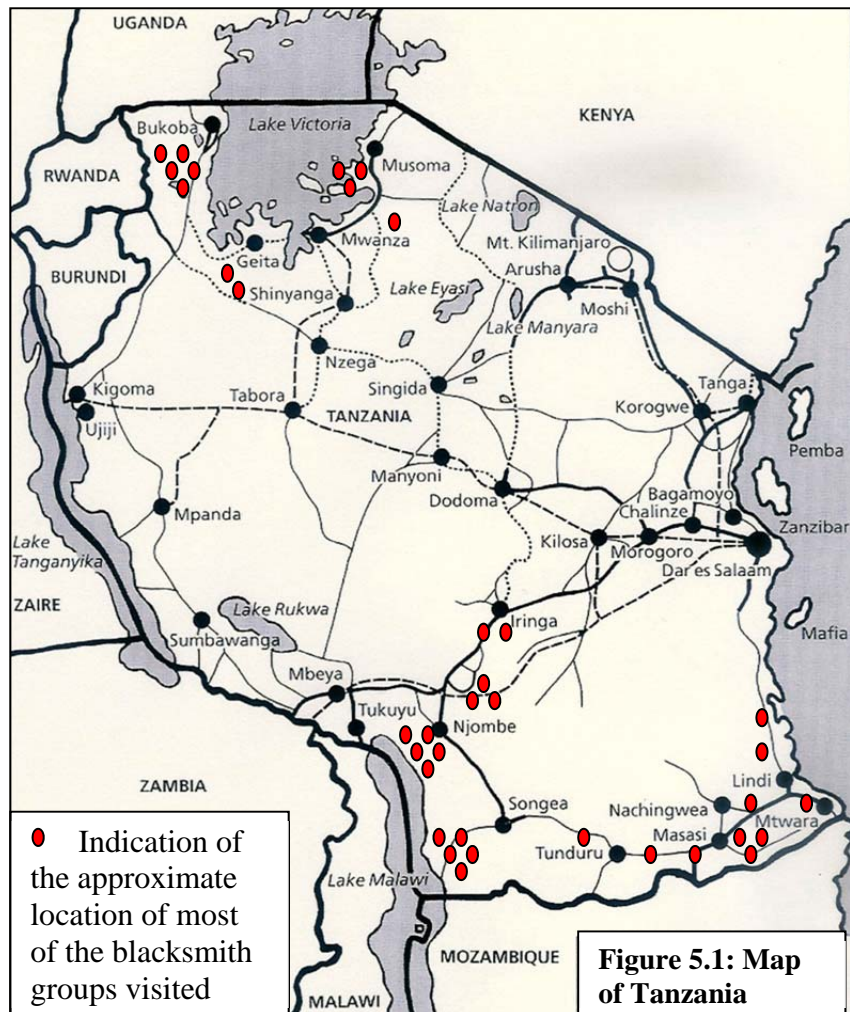 UGANDA
KENYA
Bukoba
Lake Victoria
Musoma
RWANDA
Lake Natron
Mwanza
Mt. Kilimanjaro
Geita
Arusha
BURUNDI
Shinyanga
Lake Eyasi
Moshi
Lake Manyara
Nzega
Kigoma
Tabora
Singida
Tanga
Korogwe
TANZANIA
Ujiji
Pemba
Manyoni
Dodoma
Bagamoyo
Chalinze
Mpanda
Zanzibar
Kilosa
Morogoro
Lake
Tanganyika
Dar es Salaam
ZAIRE
Lake Rukwa
Iringa
Mafia
Sumbawanga
Mbeya
Tukuyu
Njombe
ZAMBIA
Lindi
Songea
Nachingwea
Mtwara
Masasi
Tunduru
Lake Malawi
MOZAMBIQUE
MALAWI
Indication of
the approximate
location of most
of the blacksmith
groups visited
Figure 5.1: Map
of Tanzania